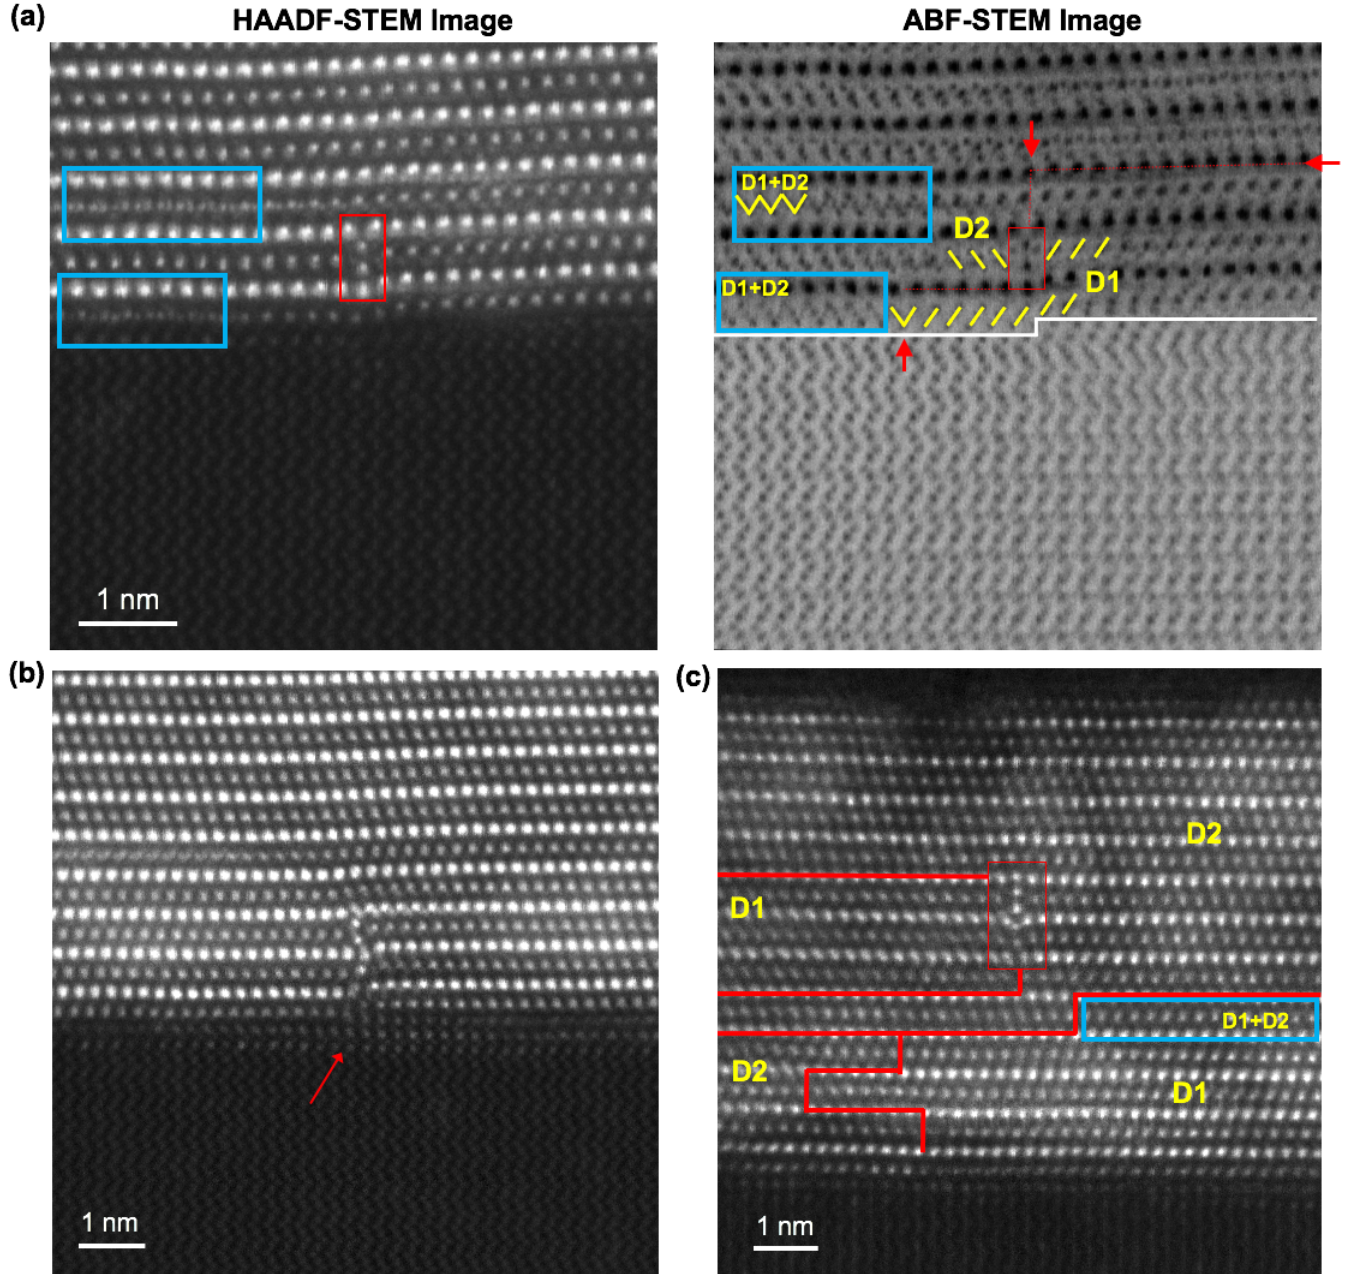 (a)
HAADF-STEM Image
ABF-STEM Image
D1+D2
D2
D1
D1+D2
1 nm
(b)
(c)
D2
D1
D1+D2
D2
D1
1 nm
1 nm